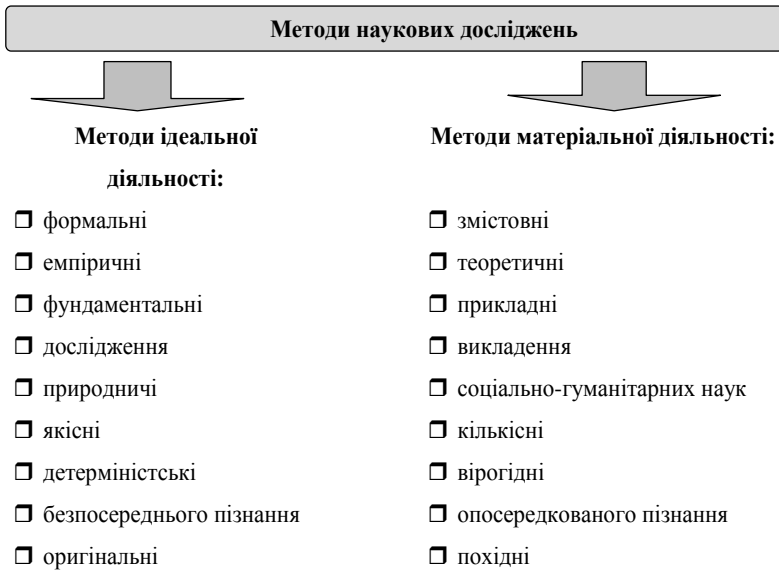 Методи наукових досліджень
Методи ідеальної
діяльності:
формальні
емпіричні
фундаментальні
дослідження
природничі
якісні
детерміністські
безпосереднього пізнання
оригінальні
Методи матеріальної діяльності:
змістовні
теоретичні
прикладні
викладення
соціально-гуманітарних наук
кількісні
вірогідні
опосередкованого пізнання
похідні